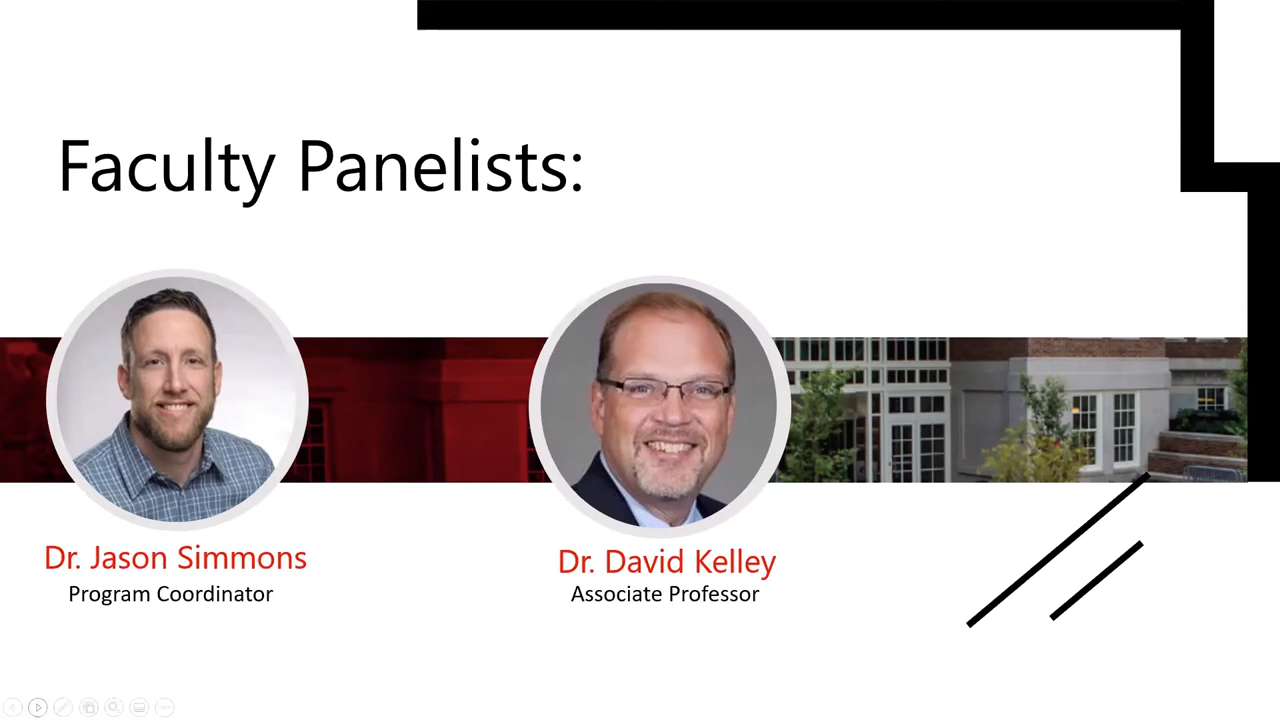 Faculty Panelists:
Dr. Jason Simmons
Program Coordinator
Dr. David Kelley
Associate Professor